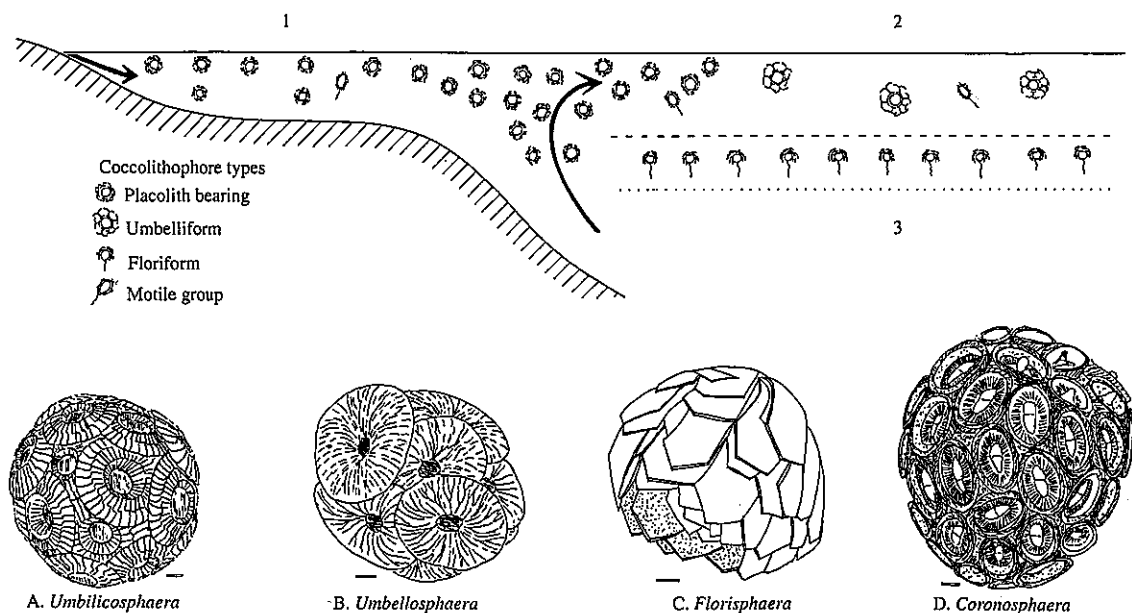 1
2
3
Coccolithophore types
Placolith bearing
Umbelliform
Floriform
Motile group
A. Umbilicosphaera
B. Umbellosphaera
C. Florisphaera
D. Coronosphaera